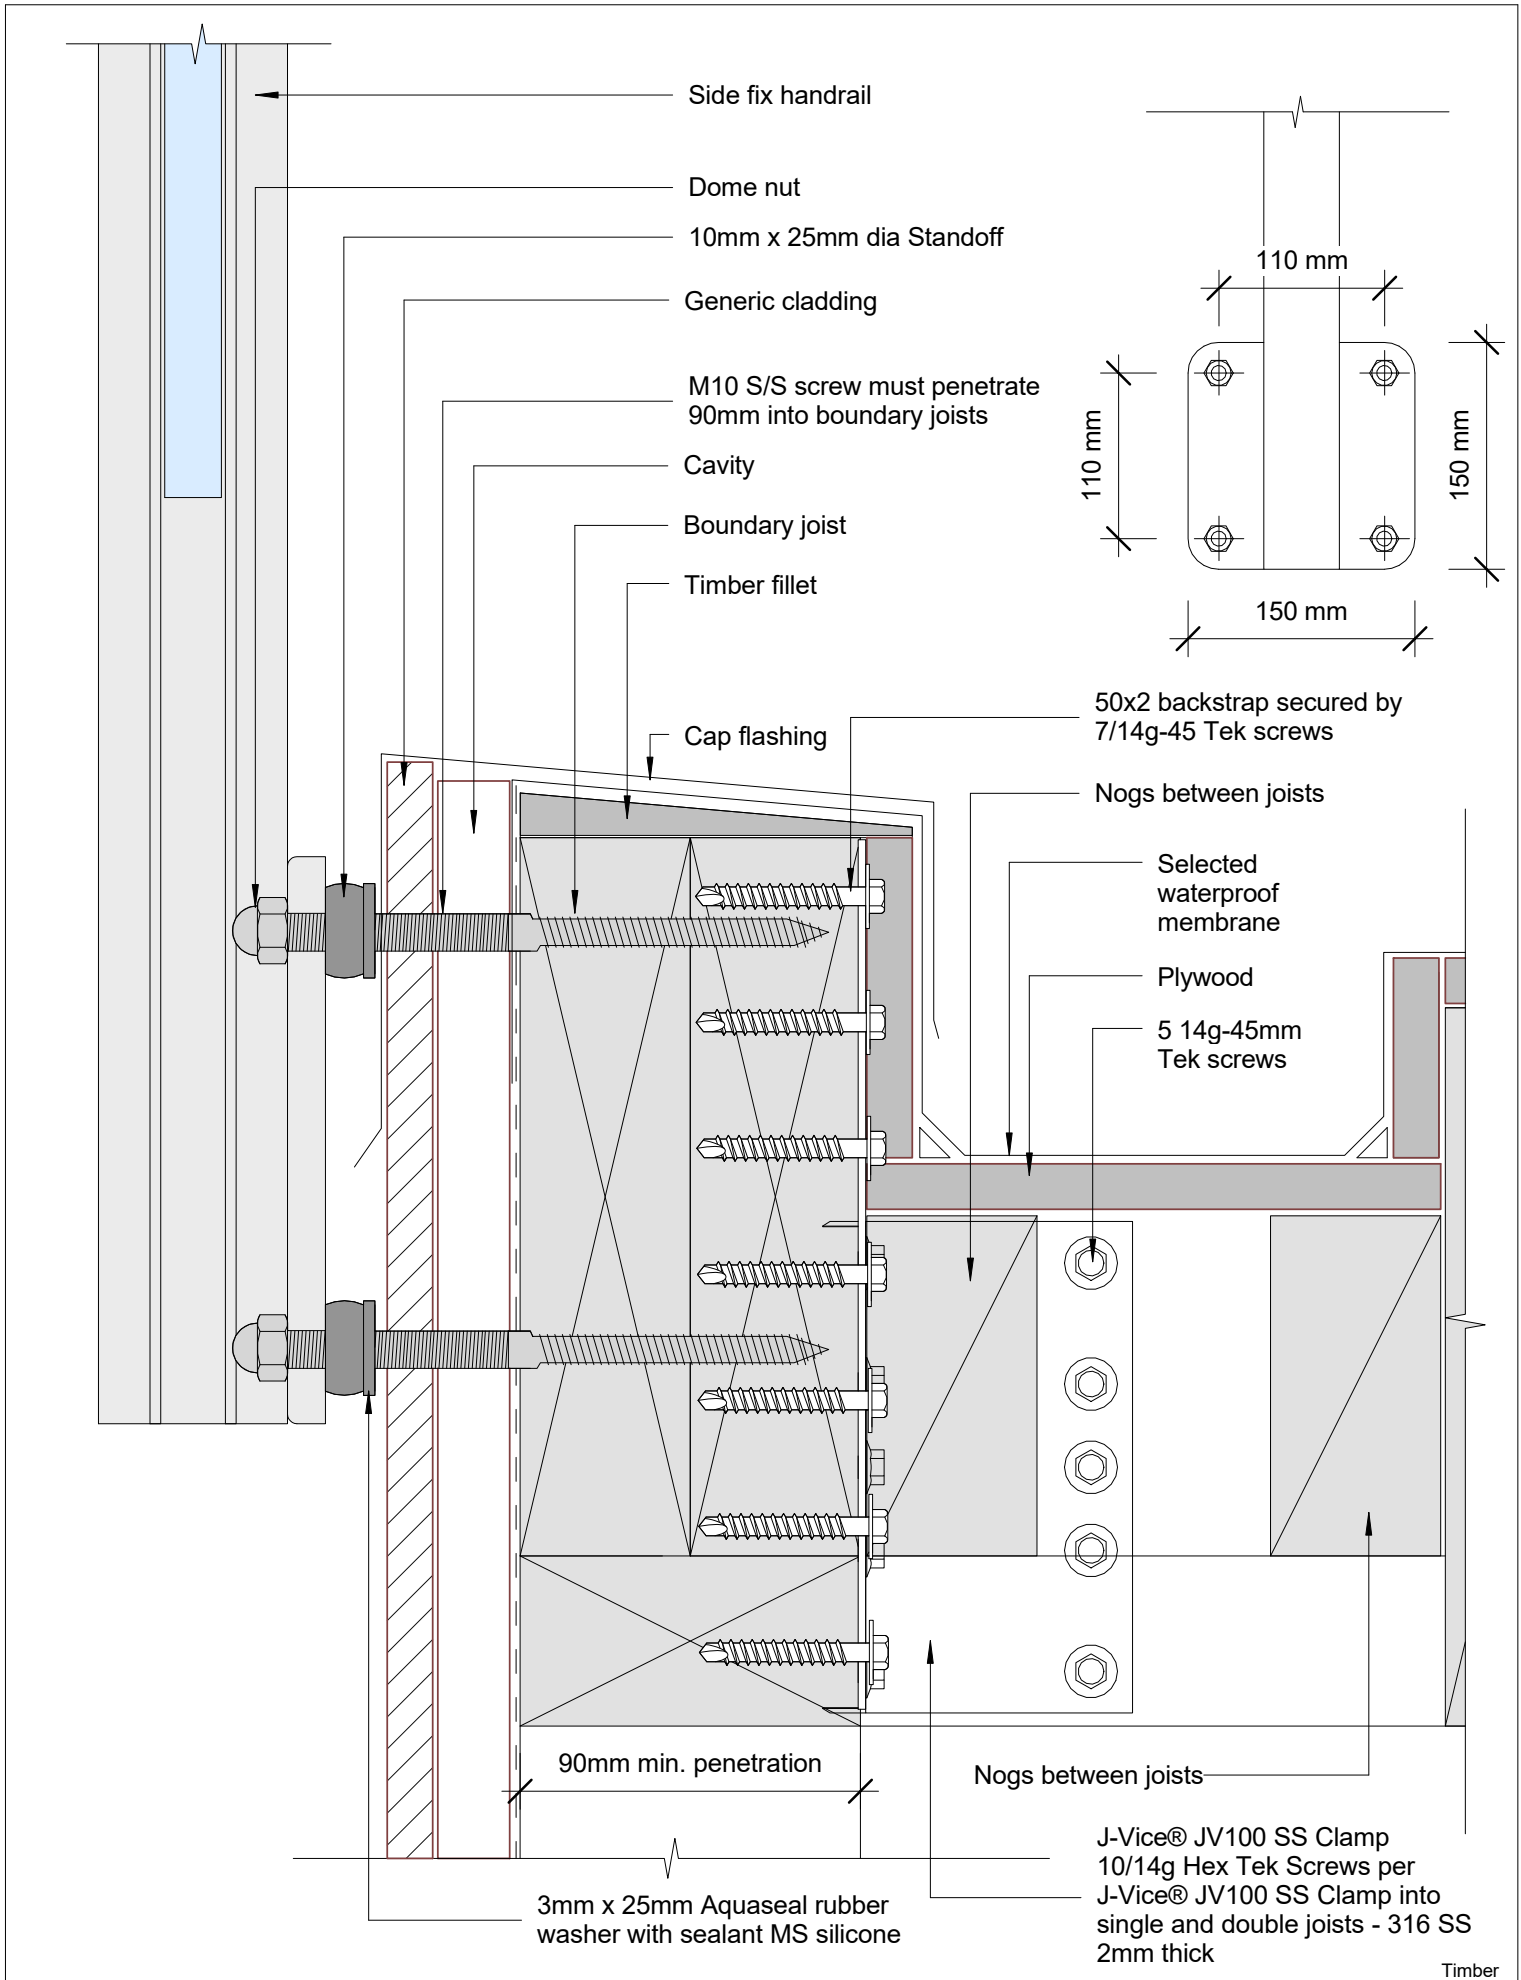 Side fix handrail
Dome nut
10mm x 25mm dia Standoff
Generic cladding
M10 S/S screw must penetrate
90mm into boundary joists
Cavity
Boundary joist
Timber fillet
Cap flashing
110 mm
110 mm
150 mm
150 mm
50x2 backstrap secured by
7/14g-45 Tek screws
Nogs between joists
Selected
waterproof
membrane
Plywood
5 14g-45mm
Tek screws
90mm min. penetration
Nogs between joists
J-Vice® JV100 SS Clamp
10/14g Hex Tek Screws per
J-Vice® JV100 SS Clamp into
single and double joists - 316 SS
2mm thick
3mm x 25mm Aquaseal rubber
washer with sealant MS silicone
Timber